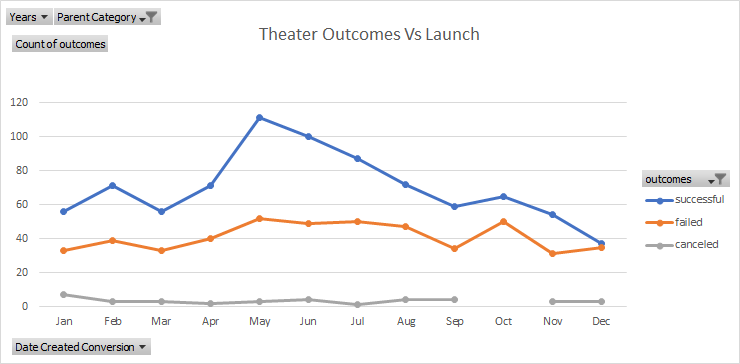 Years Parent Category
Count of outcomes
Theater Outcomes Vs Launch
120
100
80
60
40
20
0
Jan Feb Mar Apr May Jun Jul Aug Sep Oct Nov Dec
outcomes
successful
failed
canceled
Date Created Conversion